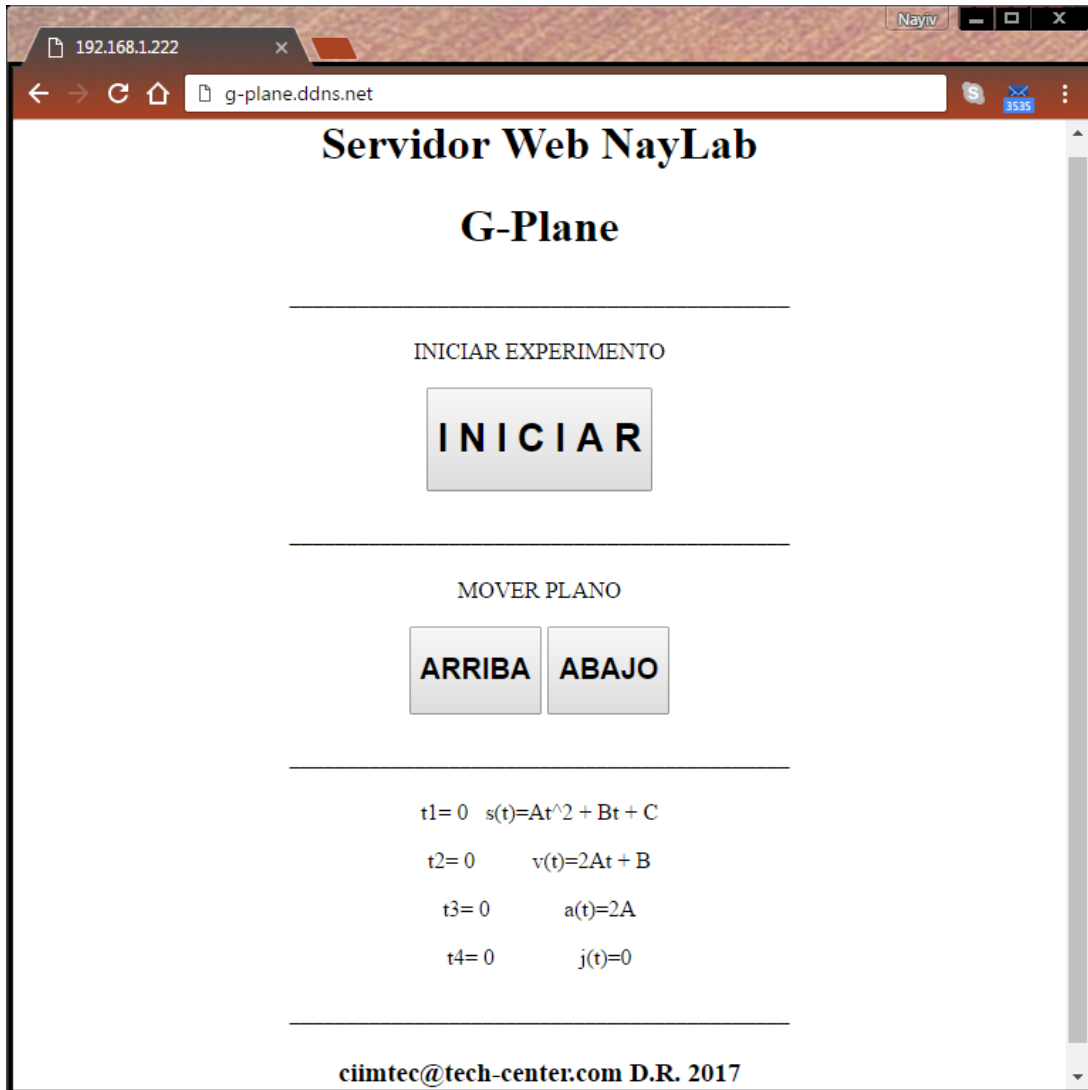 Nayiv
192.168.1.222
g-plane.ddns.net
3535
Servidor Web NayLab
G-Plane
INICIAR EXPERIMENTO
I N I C I A R
MOVER PLANO
ARRIBA ABAJO
t1= 0 s(t)=At^2 + Bt + C
t2= 0 v(t)=2At + B
t3= 0 a(t)=2A
t4= 0 j(t)=0
ciimtec@tech-center.com D.R. 2017